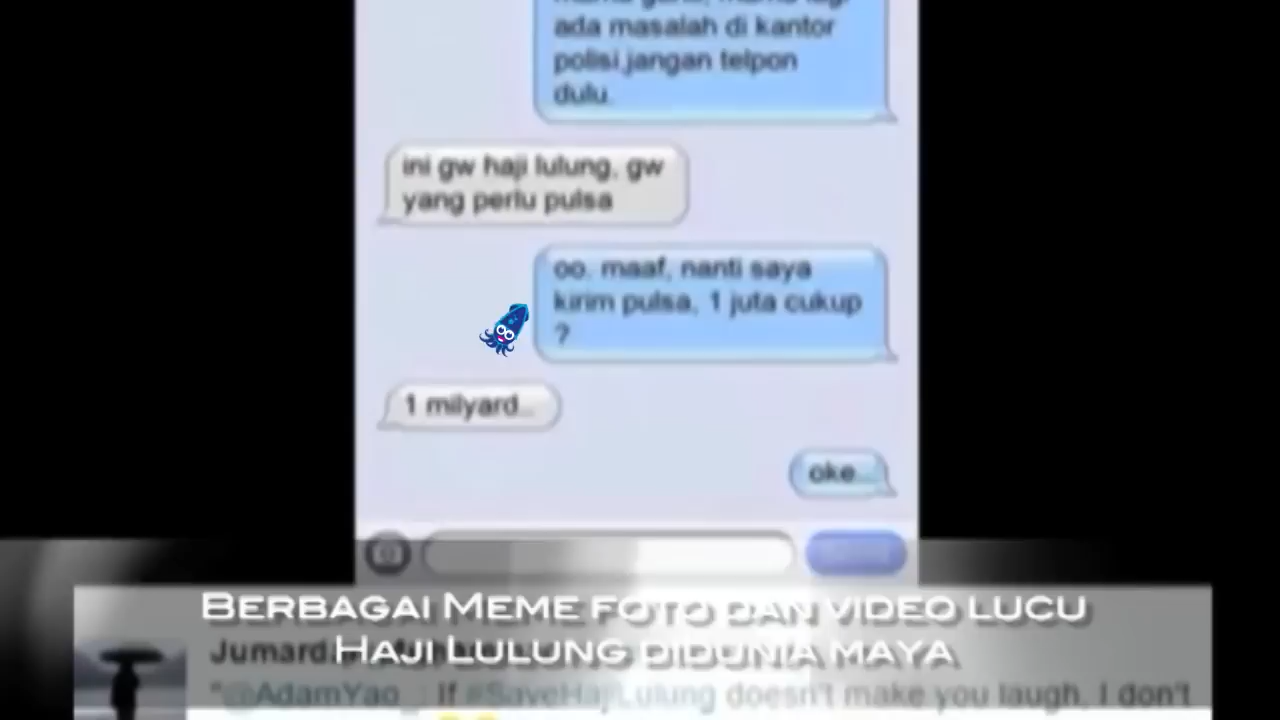 ada masalah di kantor
polisi,jangan telpon
dulu.
ini gw haji lulung, gw
yang perlu pulsa
oo. maaf, nanti saya
kirim pulsa, 1 juta cukup
?
1 milyard..
oke..
BERBAGAI MEME FOTO DAN VIDEO LUCU
HAJI LULUNG DIDUNIA MAYA
"@AdamYao_: If #SaveHajiLulung doesn't make you laugh, I don't